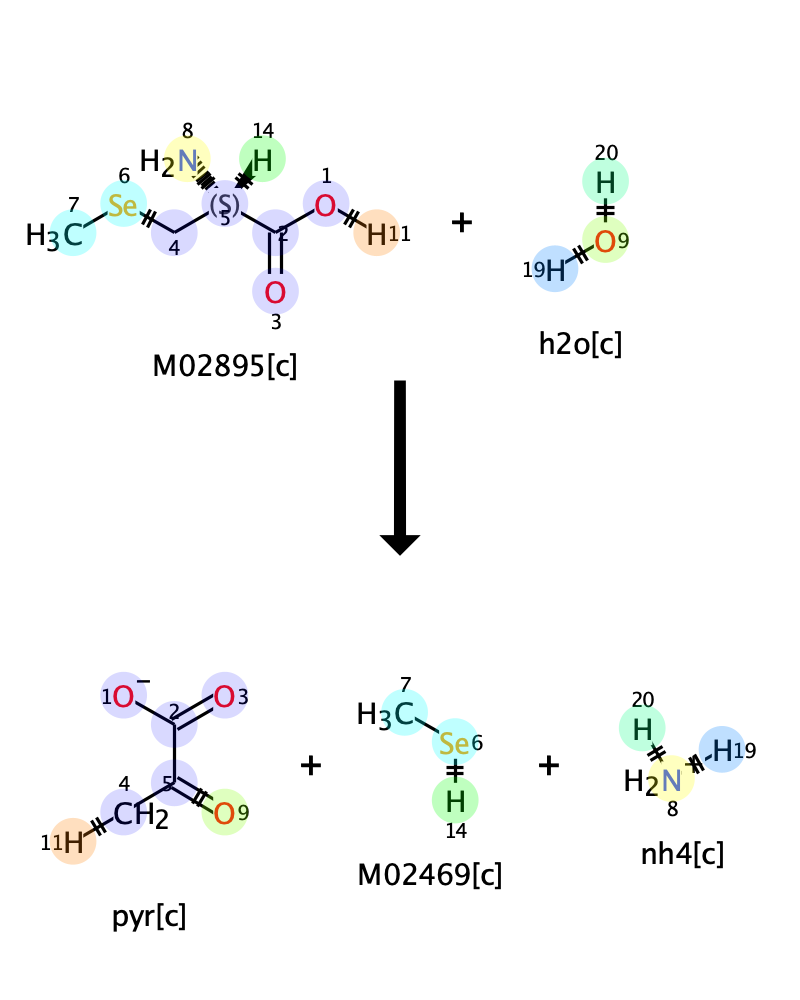 8 14
H2N H
6 1
Se (S) O
7 5
H3C 4 2 H11
O
3
M02895[c]
+
20
H
O9
19H
h2o[c]
1O− O3
2
4 5
CH2 O9
11H
pyr[c]
+
7
H3C
Se6
H
14
M02469[c]
+
20
H H19
H2N
8
nh4[c]